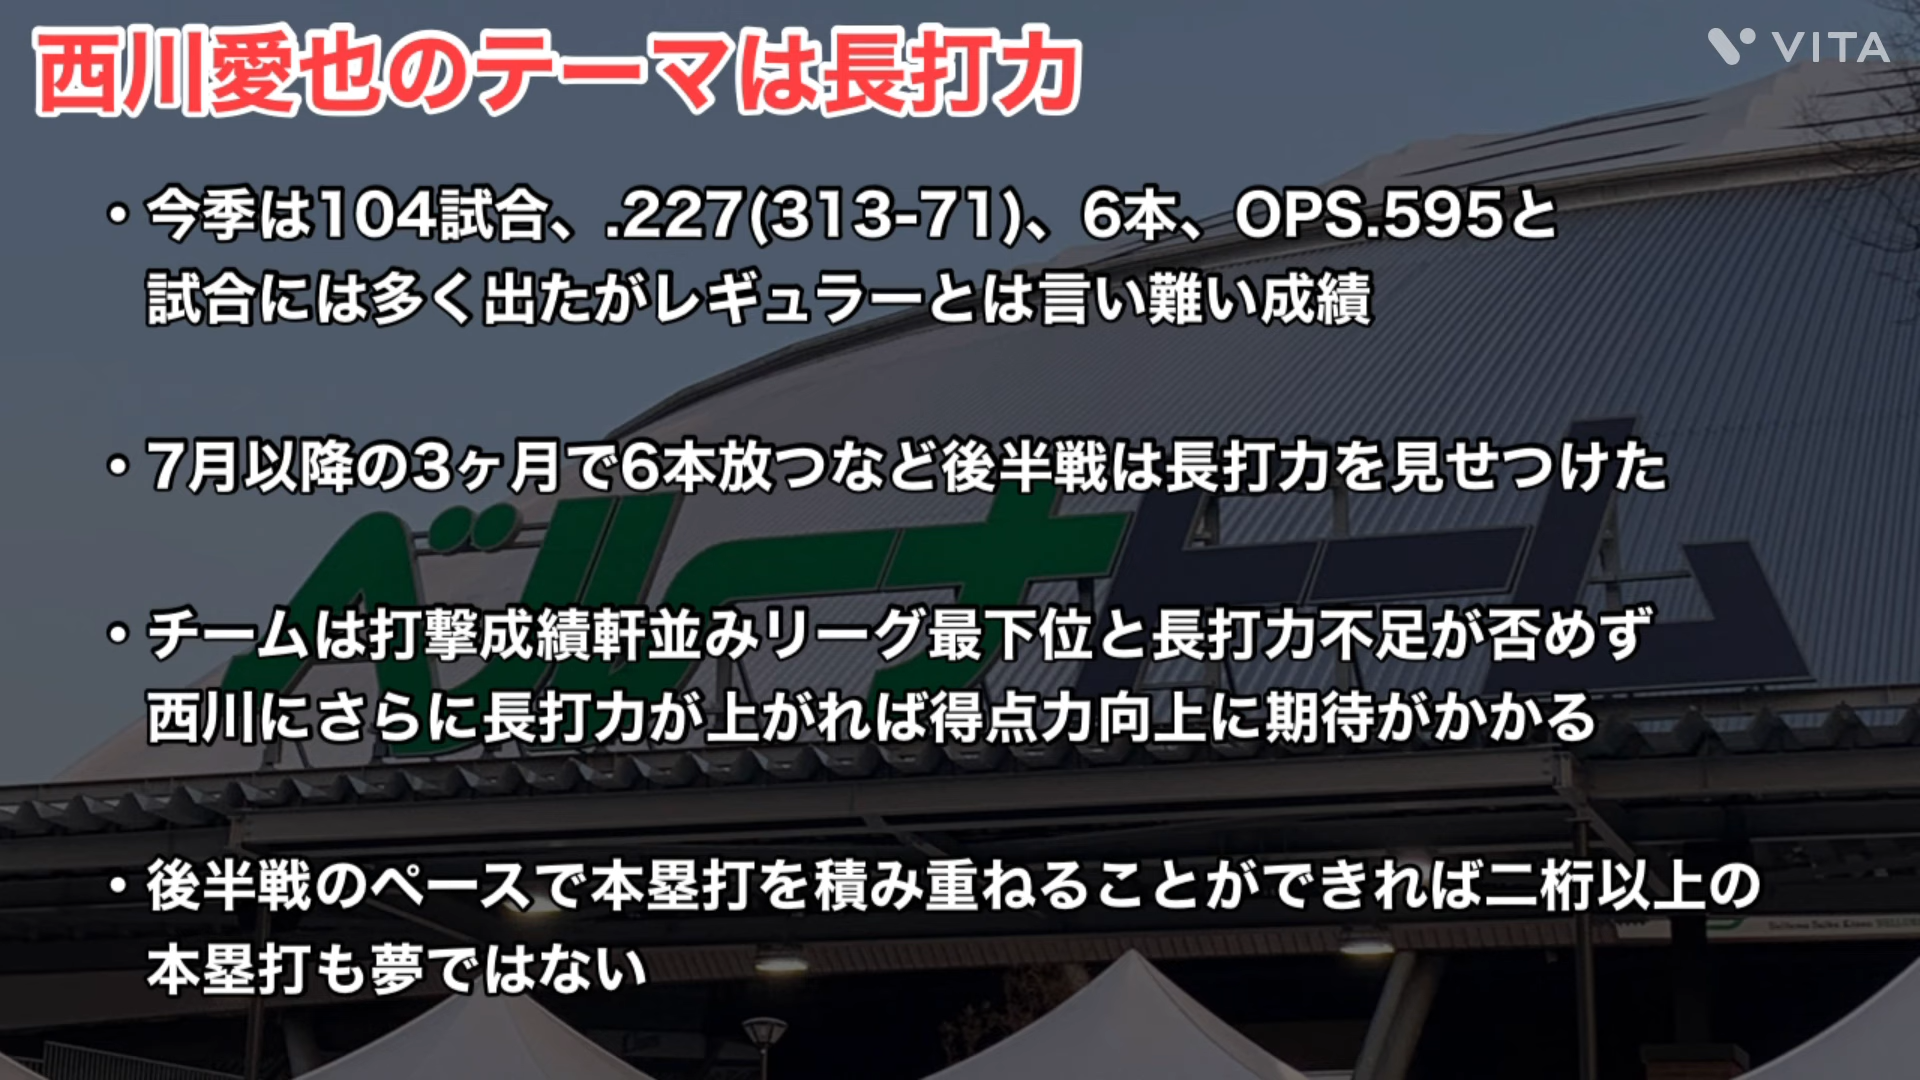 西川愛也のテーマは長打力
VITA
・今季は104試合、.227(313-71)、6本、OPS.595と
試合には多く出たがレギュラーとは言い難い成績
・7月以降の3ヶ月で6本放つなど後半戦は長打力を見せつけた
ベルーナドーム
・チームは打撃成績軒並みリーグ最下位と長打力不足が否めず
西川にさらに長打力が上がれば得点力向上に期待がかかる
・後半戦のペースで本塁打を積み重ねることができれば二桁以上の
本塁打も夢ではない